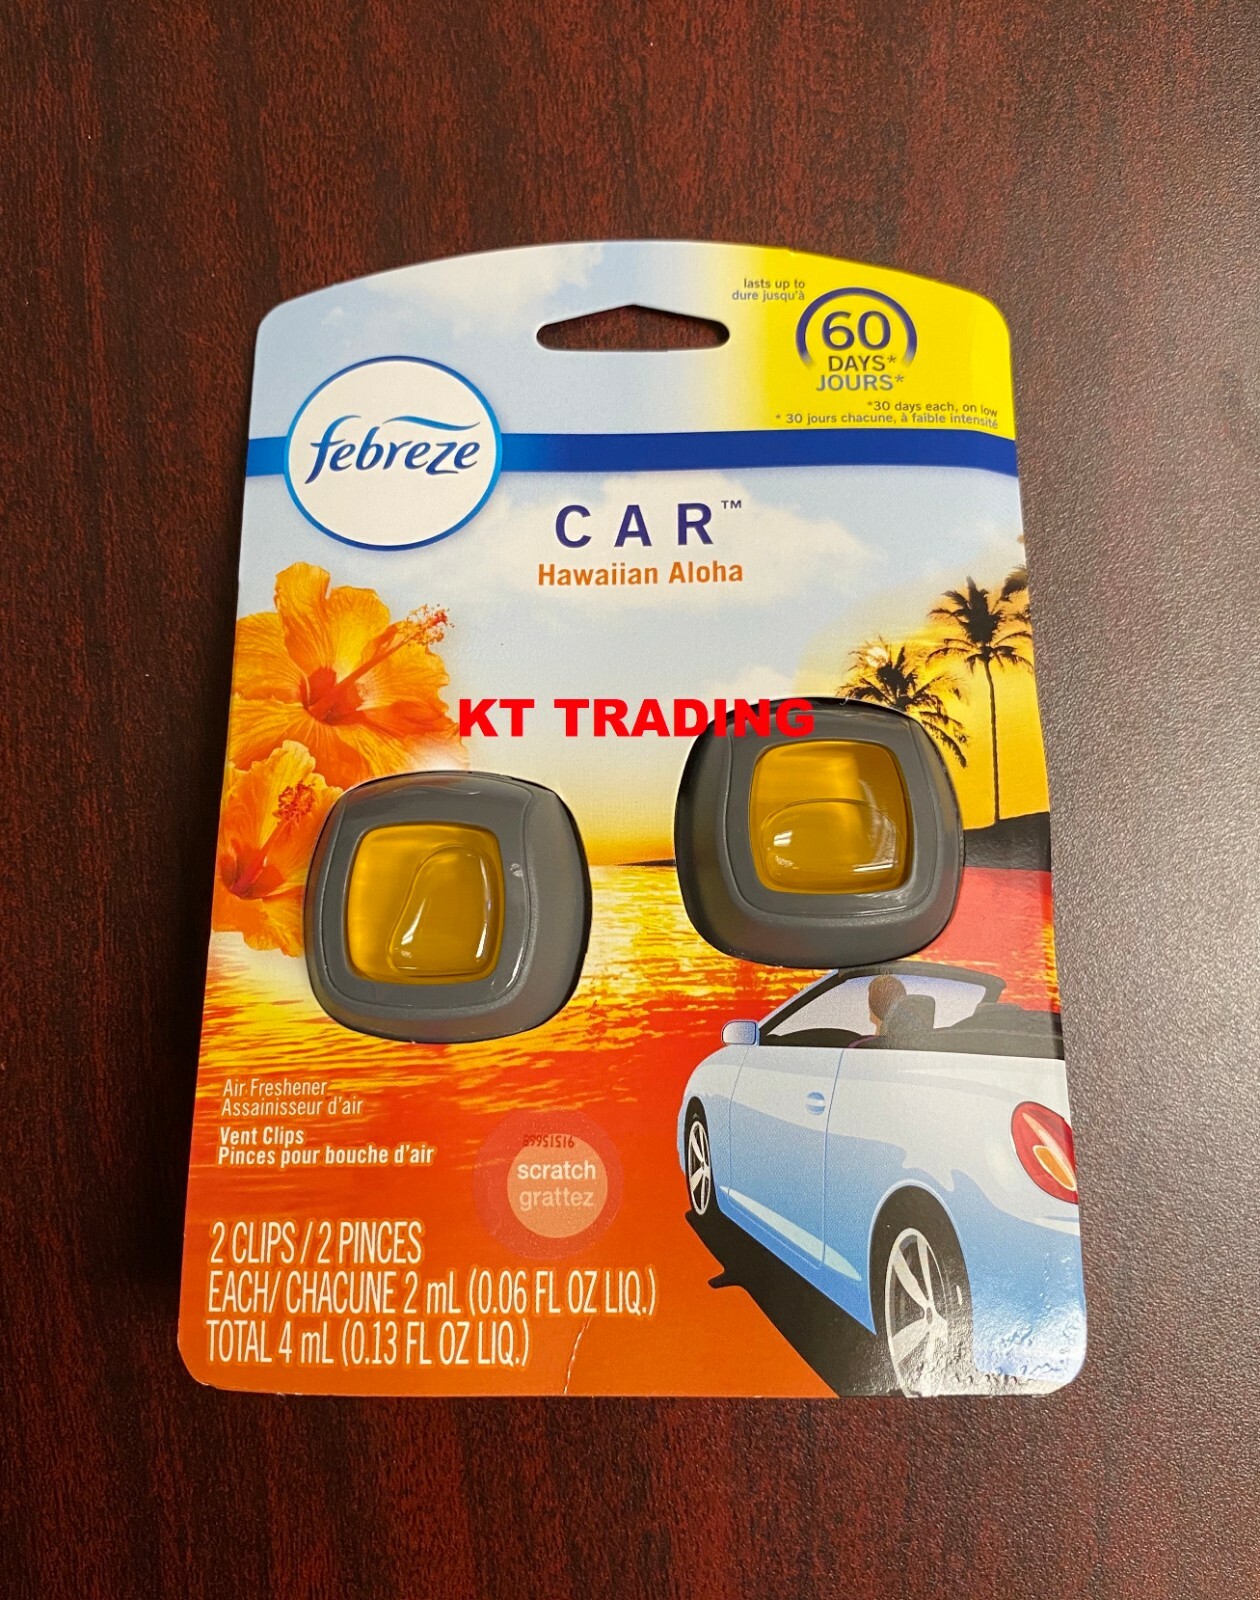 lasts up to
dure jusqu'à
60
DAYS*
JOURS*
*30 days each, on low
* 30 jours chacune, à faible intensité
febreze
CAR™
Hawaiian Aloha
KT TRADING
Air Freshener
Assainisseur d'air
Vent Clips
Pinces pour bouche d'air
scratch
grattez
2 CLIPS / 2 PINCES
EACH/ CHACUNE 2 mL (0.06 FL OZ LIQ.)
TOTAL 4 mL (0.13 FL OZ LIQ.)